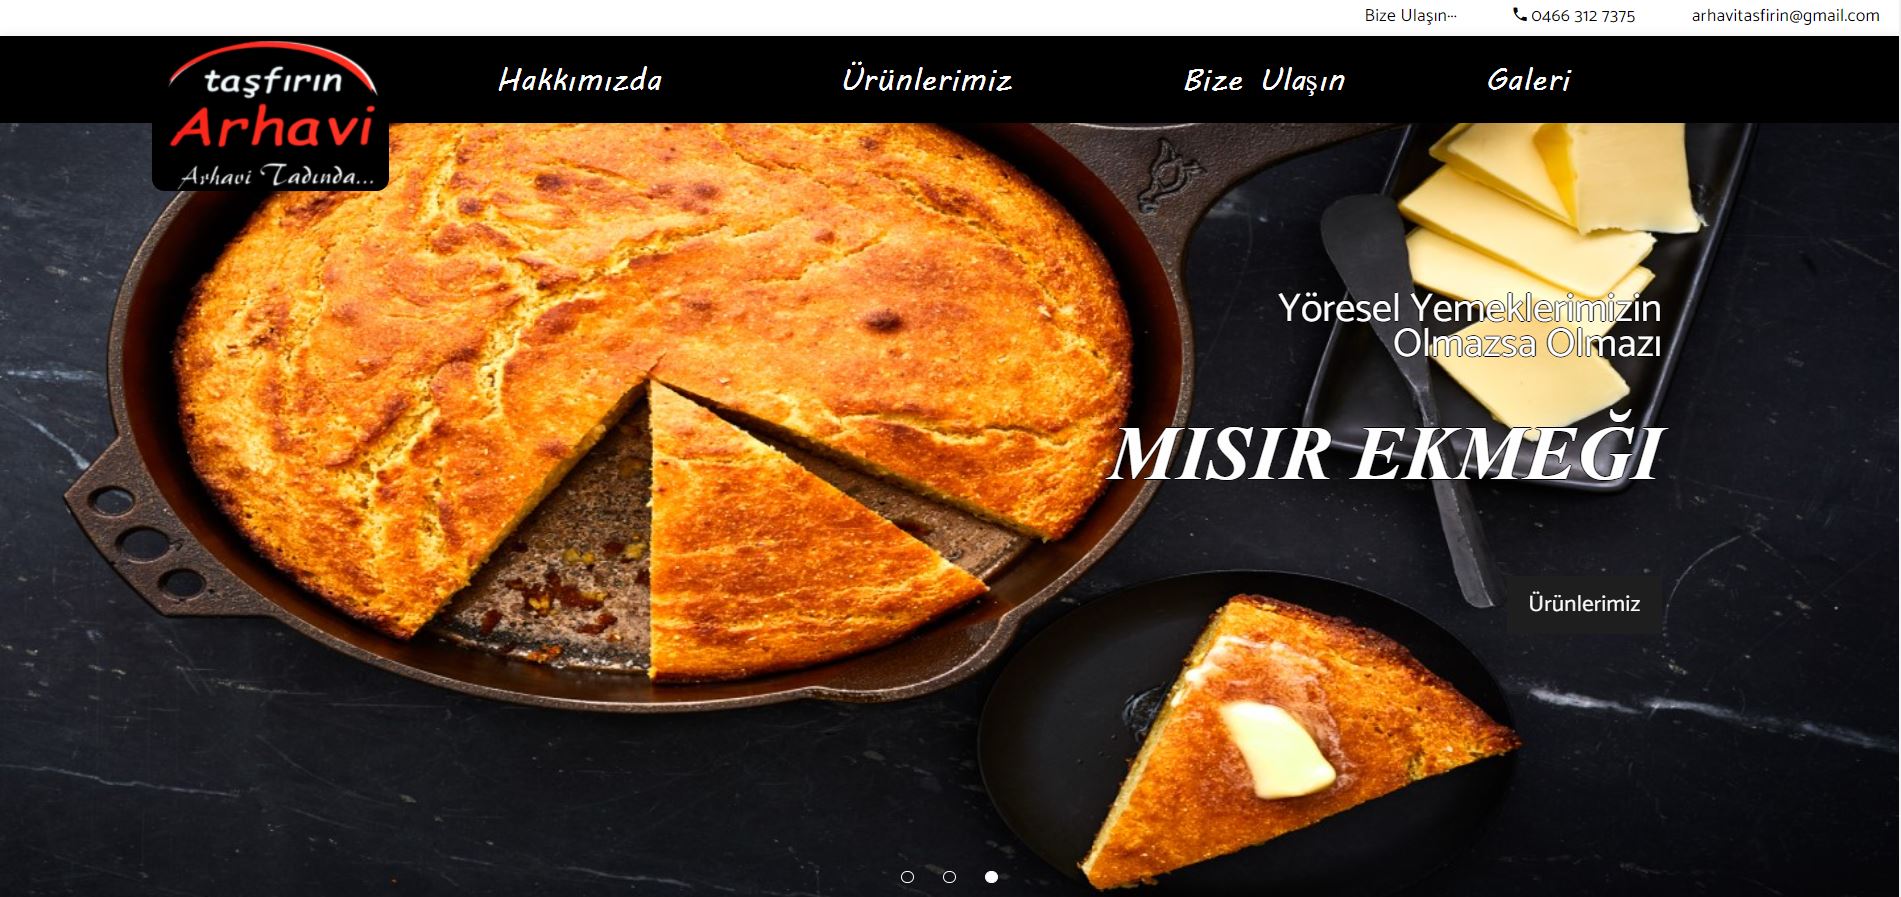 Bize Ulaşın...
0466 312 7375
arhavitasfirin@gmail.com
taşfırın
Arhavi
Arhavi Tadında...
Hakkımızda
Ürünlerimiz
Bize Ulaşın
Galeri
Yöresel Yemeklerimizin
Olmazsa Olmazı
MISIR EKMEĞI
Ürünlerimiz